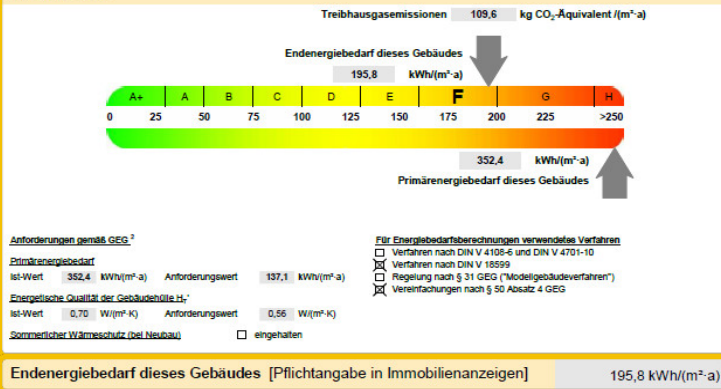 Treibhausgasemissionen 109,6 kg CO₂-Äquivalent /(m²·a)
Endenergiebedarf dieses Gebäudes
195,8 kWh/(m²·a)
A+ A B C D E F G H
0 25 50 75 100 125 150 175 200 225 >250
352,4 kWh/(m²·a)
Primärenergiebedarf dieses Gebäudes
Anforderungen gemäß GEG ²
Primärenergiebedarf
Ist-Wert 352,4 kWh/(m²·a) Anforderungswert 137,1 kWh/(m²·a)
Energetische Qualität der Gebäudehülle H_T'
Ist-Wert 0,70 W/(m²·K) Anforderungswert 0,56 W/(m²·K)
Sommerlicher Wärmeschutz (bei Neubau) ☐ eingehalten
Für Energiebedarfsberechnungen verwendetes Verfahren
☐ Verfahren nach DIN V 4108-6 und DIN V 4701-10
☒ Verfahren nach DIN V 18599
☐ Regelung nach § 31 GEG ("Modellgebäudeverfahren")
☒ Vereinfachungen nach § 50 Absatz 4 GEG
Endenergiebedarf dieses Gebäudes [Pflichtangabe in Immobilienanzeigen] 195,8 kWh/(m²·a)